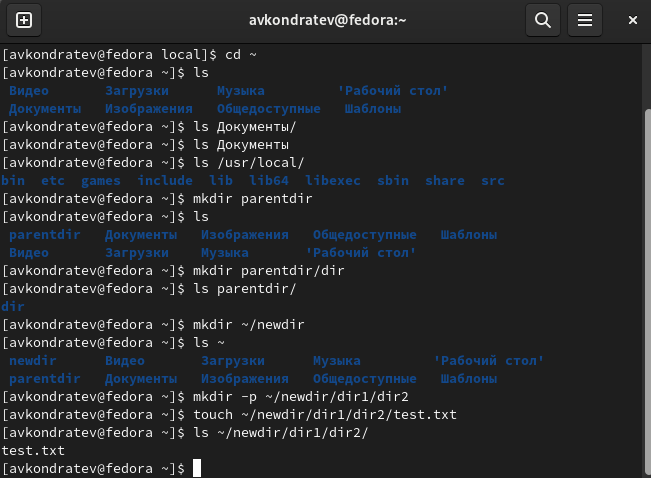 avkondratev@fedora:~
[avkondratev@fedora local]$ cd ~
[avkondratev@fedora ~]$ ls
Видео Загрузки Музыка 'Рабочий стол'
Документы Изображения Общедоступные Шаблоны
[avkondratev@fedora ~]$ ls Документы/
[avkondratev@fedora ~]$ ls Документы
[avkondratev@fedora ~]$ ls /usr/local/
bin etc games include lib lib64 libexec sbin share src
[avkondratev@fedora ~]$ mkdir parentdir
[avkondratev@fedora ~]$ ls
parentdir Документы Изображения Общедоступные Шаблоны
Видео Загрузки Музыка 'Рабочий стол'
[avkondratev@fedora ~]$ mkdir parentdir/dir
[avkondratev@fedora ~]$ ls parentdir/
dir
[avkondratev@fedora ~]$ mkdir ~/newdir
[avkondratev@fedora ~]$ ls ~
newdir Видео Загрузки Музыка 'Рабочий стол'
parentdir Документы Изображения Общедоступные Шаблоны
[avkondratev@fedora ~]$ mkdir -p ~/newdir/dir1/dir2
[avkondratev@fedora ~]$ touch ~/newdir/dir1/dir2/test.txt
[avkondratev@fedora ~]$ ls ~/newdir/dir1/dir2/
test.txt
[avkondratev@fedora ~]$